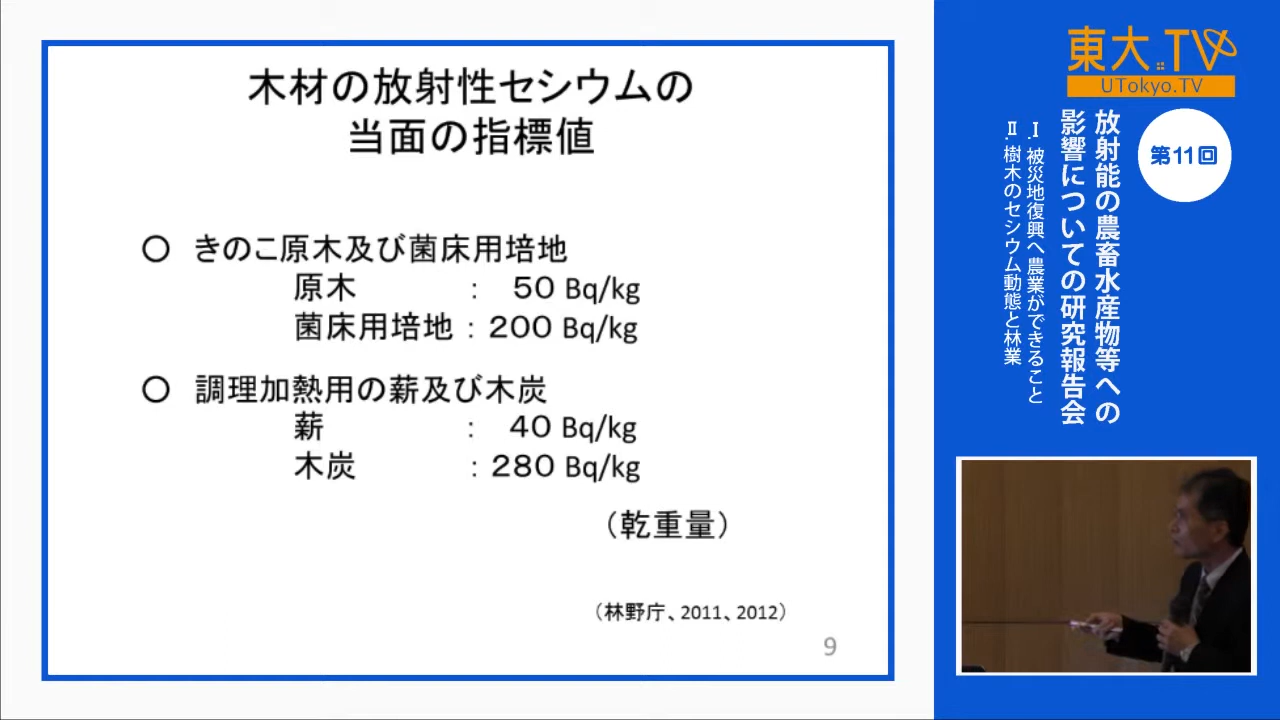 木材の放射性セシウムの
当面の指標値
〇 きのこ原木及び菌床用培地
原木 : 50 Bq/kg
菌床用培地 : 200 Bq/kg
〇 調理加熱用の薪及び木炭
薪 : 40 Bq/kg
木炭 : 280 Bq/kg
（乾重量）
（林野庁、2011、2012）
9
東大.TV
UTokyo.TV
第11回
放射能の農畜水産物等への
影響についての研究報告会
Ⅰ. 被災地復興へ農業ができること
Ⅱ. 樹木のセシウム動態と林業